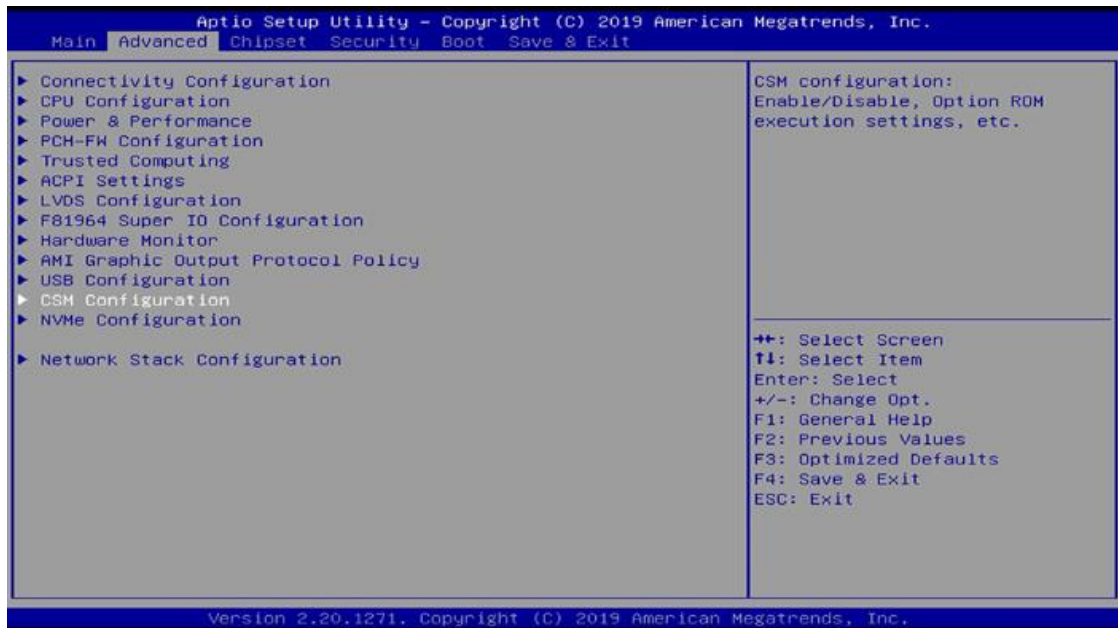 Aptio Setup Utility – Copyright (C) 2019 American Megatrends, Inc.
Main Advanced Chipset Security Boot Save & Exit
▶ Connectivity Configuration
▶ CPU Configuration
▶ Power & Performance
▶ PCH-FW Configuration
▶ Trusted Computing
▶ ACPI Settings
▶ LVDS Configuration
▶ F81964 Super IO Configuration
▶ Hardware Monitor
▶ AMI Graphic Output Protocol Policy
▶ USB Configuration
▶ CSM Configuration
▶ NVMe Configuration
▶ Network Stack Configuration
CSM configuration:
Enable/Disable, Option ROM
execution settings, etc.
→←: Select Screen
↑↓: Select Item
Enter: Select
+/-: Change Opt.
F1: General Help
F2: Previous Values
F3: Optimized Defaults
F4: Save & Exit
ESC: Exit
Version 2.20.1271. Copyright (C) 2019 American Megatrends, Inc.